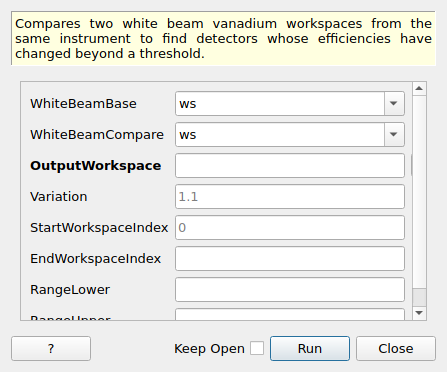 Compares two white beam vanadium workspaces from the
same instrument to find detectors whose efficiencies have
changed beyond a threshold.
WhiteBeamBase ws
WhiteBeamCompare ws
OutputWorkspace
Variation 1.1
StartWorkspaceIndex 0
EndWorkspaceIndex
RangeLower
RangeUpper
? Keep Open Run Close